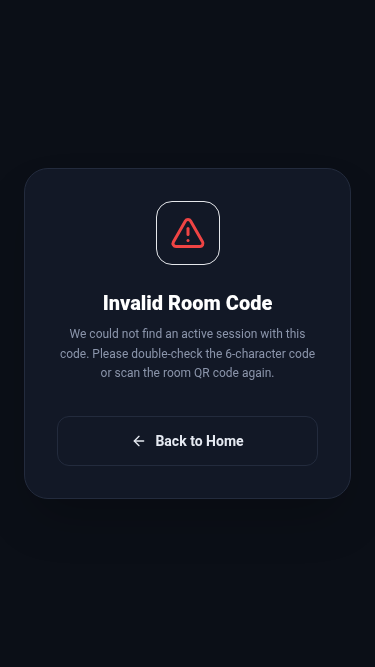 Invalid Room Code
We could not find an active session with this
code. Please double-check the 6-character code
or scan the room QR code again.
Back to Home